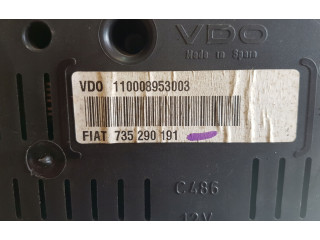 VDO
Made in Spain
VDO 110008953003
FIAT 735 290 191
C486
12V